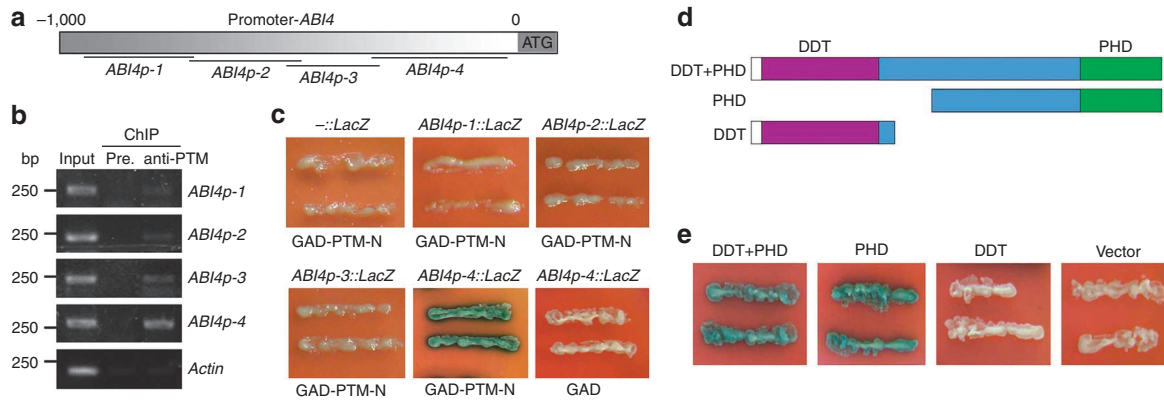 a
−1,000 Promoter-ABI4 0
ATG
ABI4p-1 ABI4p-2 ABI4p-3 ABI4p-4
b
ChIP
bp Input Pre. anti-PTM
250 ABI4p-1
250 ABI4p-2
250 ABI4p-3
250 ABI4p-4
250 Actin
c
–::LacZ ABI4p-1::LacZ ABI4p-2::LacZ
GAD-PTM-N GAD-PTM-N GAD-PTM-N
ABI4p-3::LacZ ABI4p-4::LacZ ABI4p-4::LacZ
GAD-PTM-N GAD-PTM-N GAD
d
DDT PHD
DDT+PHD
PHD
DDT
e
DDT+PHD PHD DDT Vector